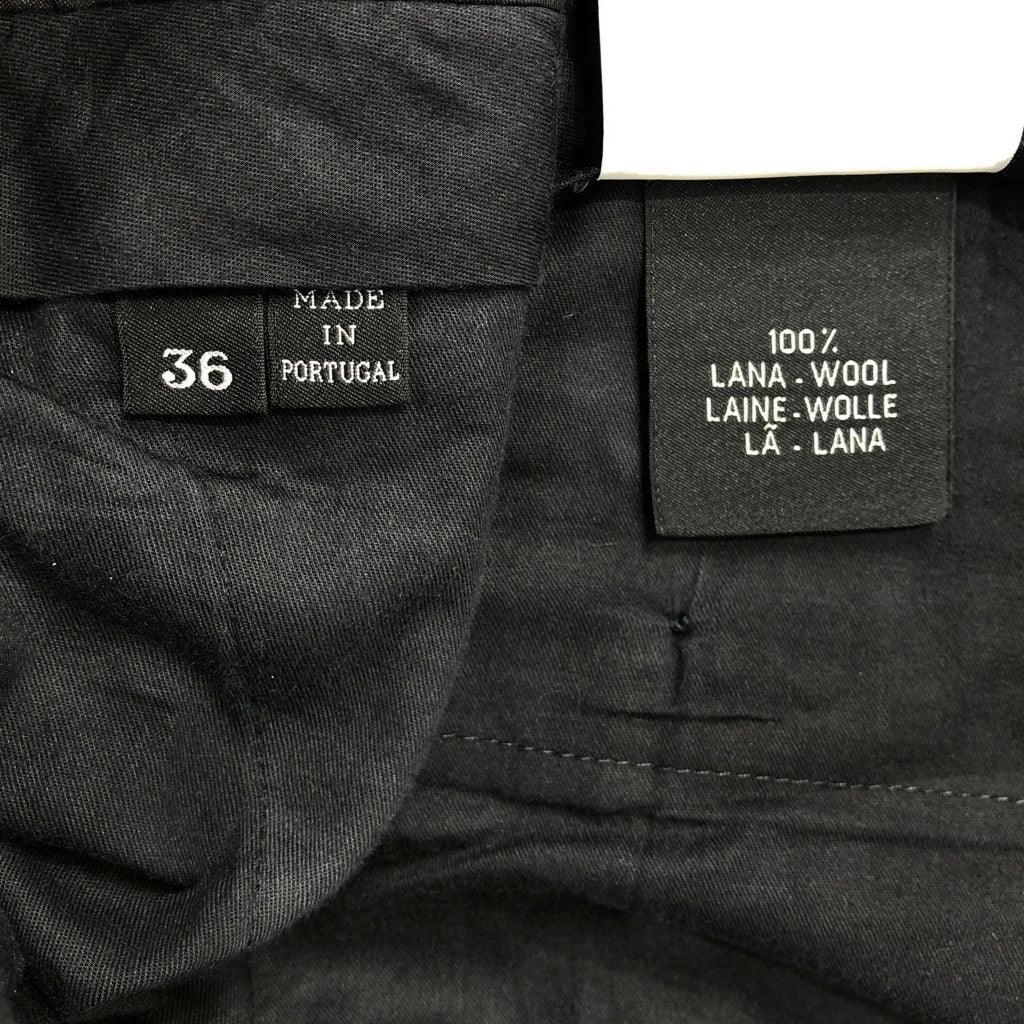 36
MADE
IN
PORTUGAL
100%
LANA - WOOL
LAINE - WOLLE
LÃ - LANA